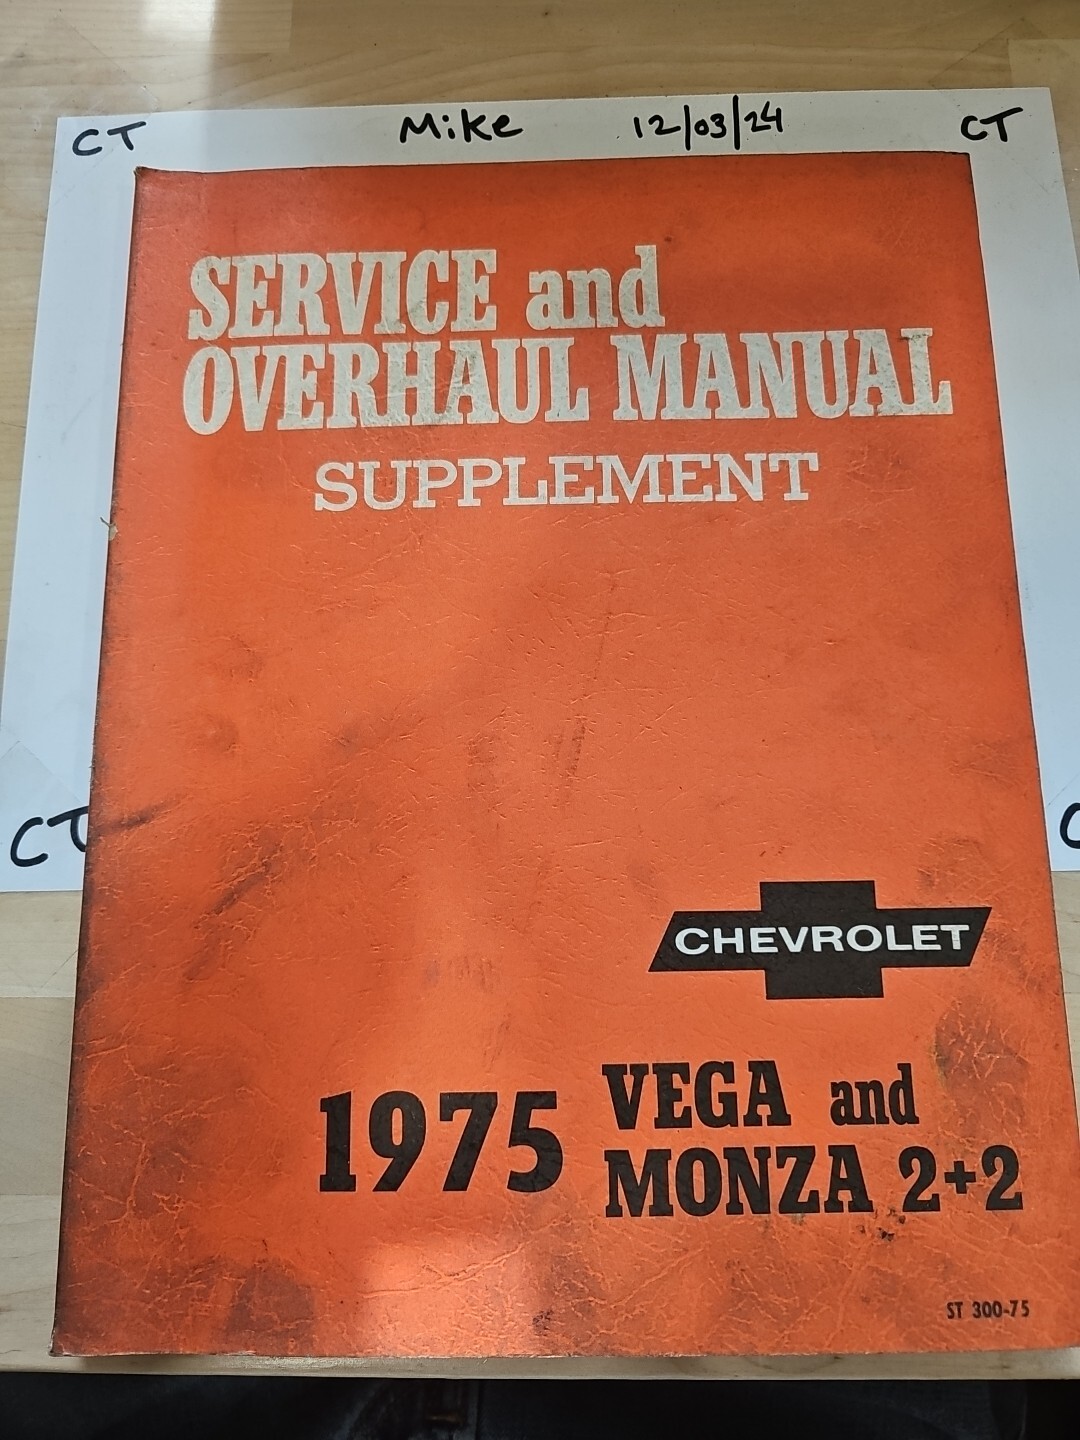 CT Mike 12/03/24 CT
SERVICE and
OVERHAUL MANUAL
SUPPLEMENT
CT
CHEVROLET
1975 VEGA and
MONZA 2+2
ST 300-75